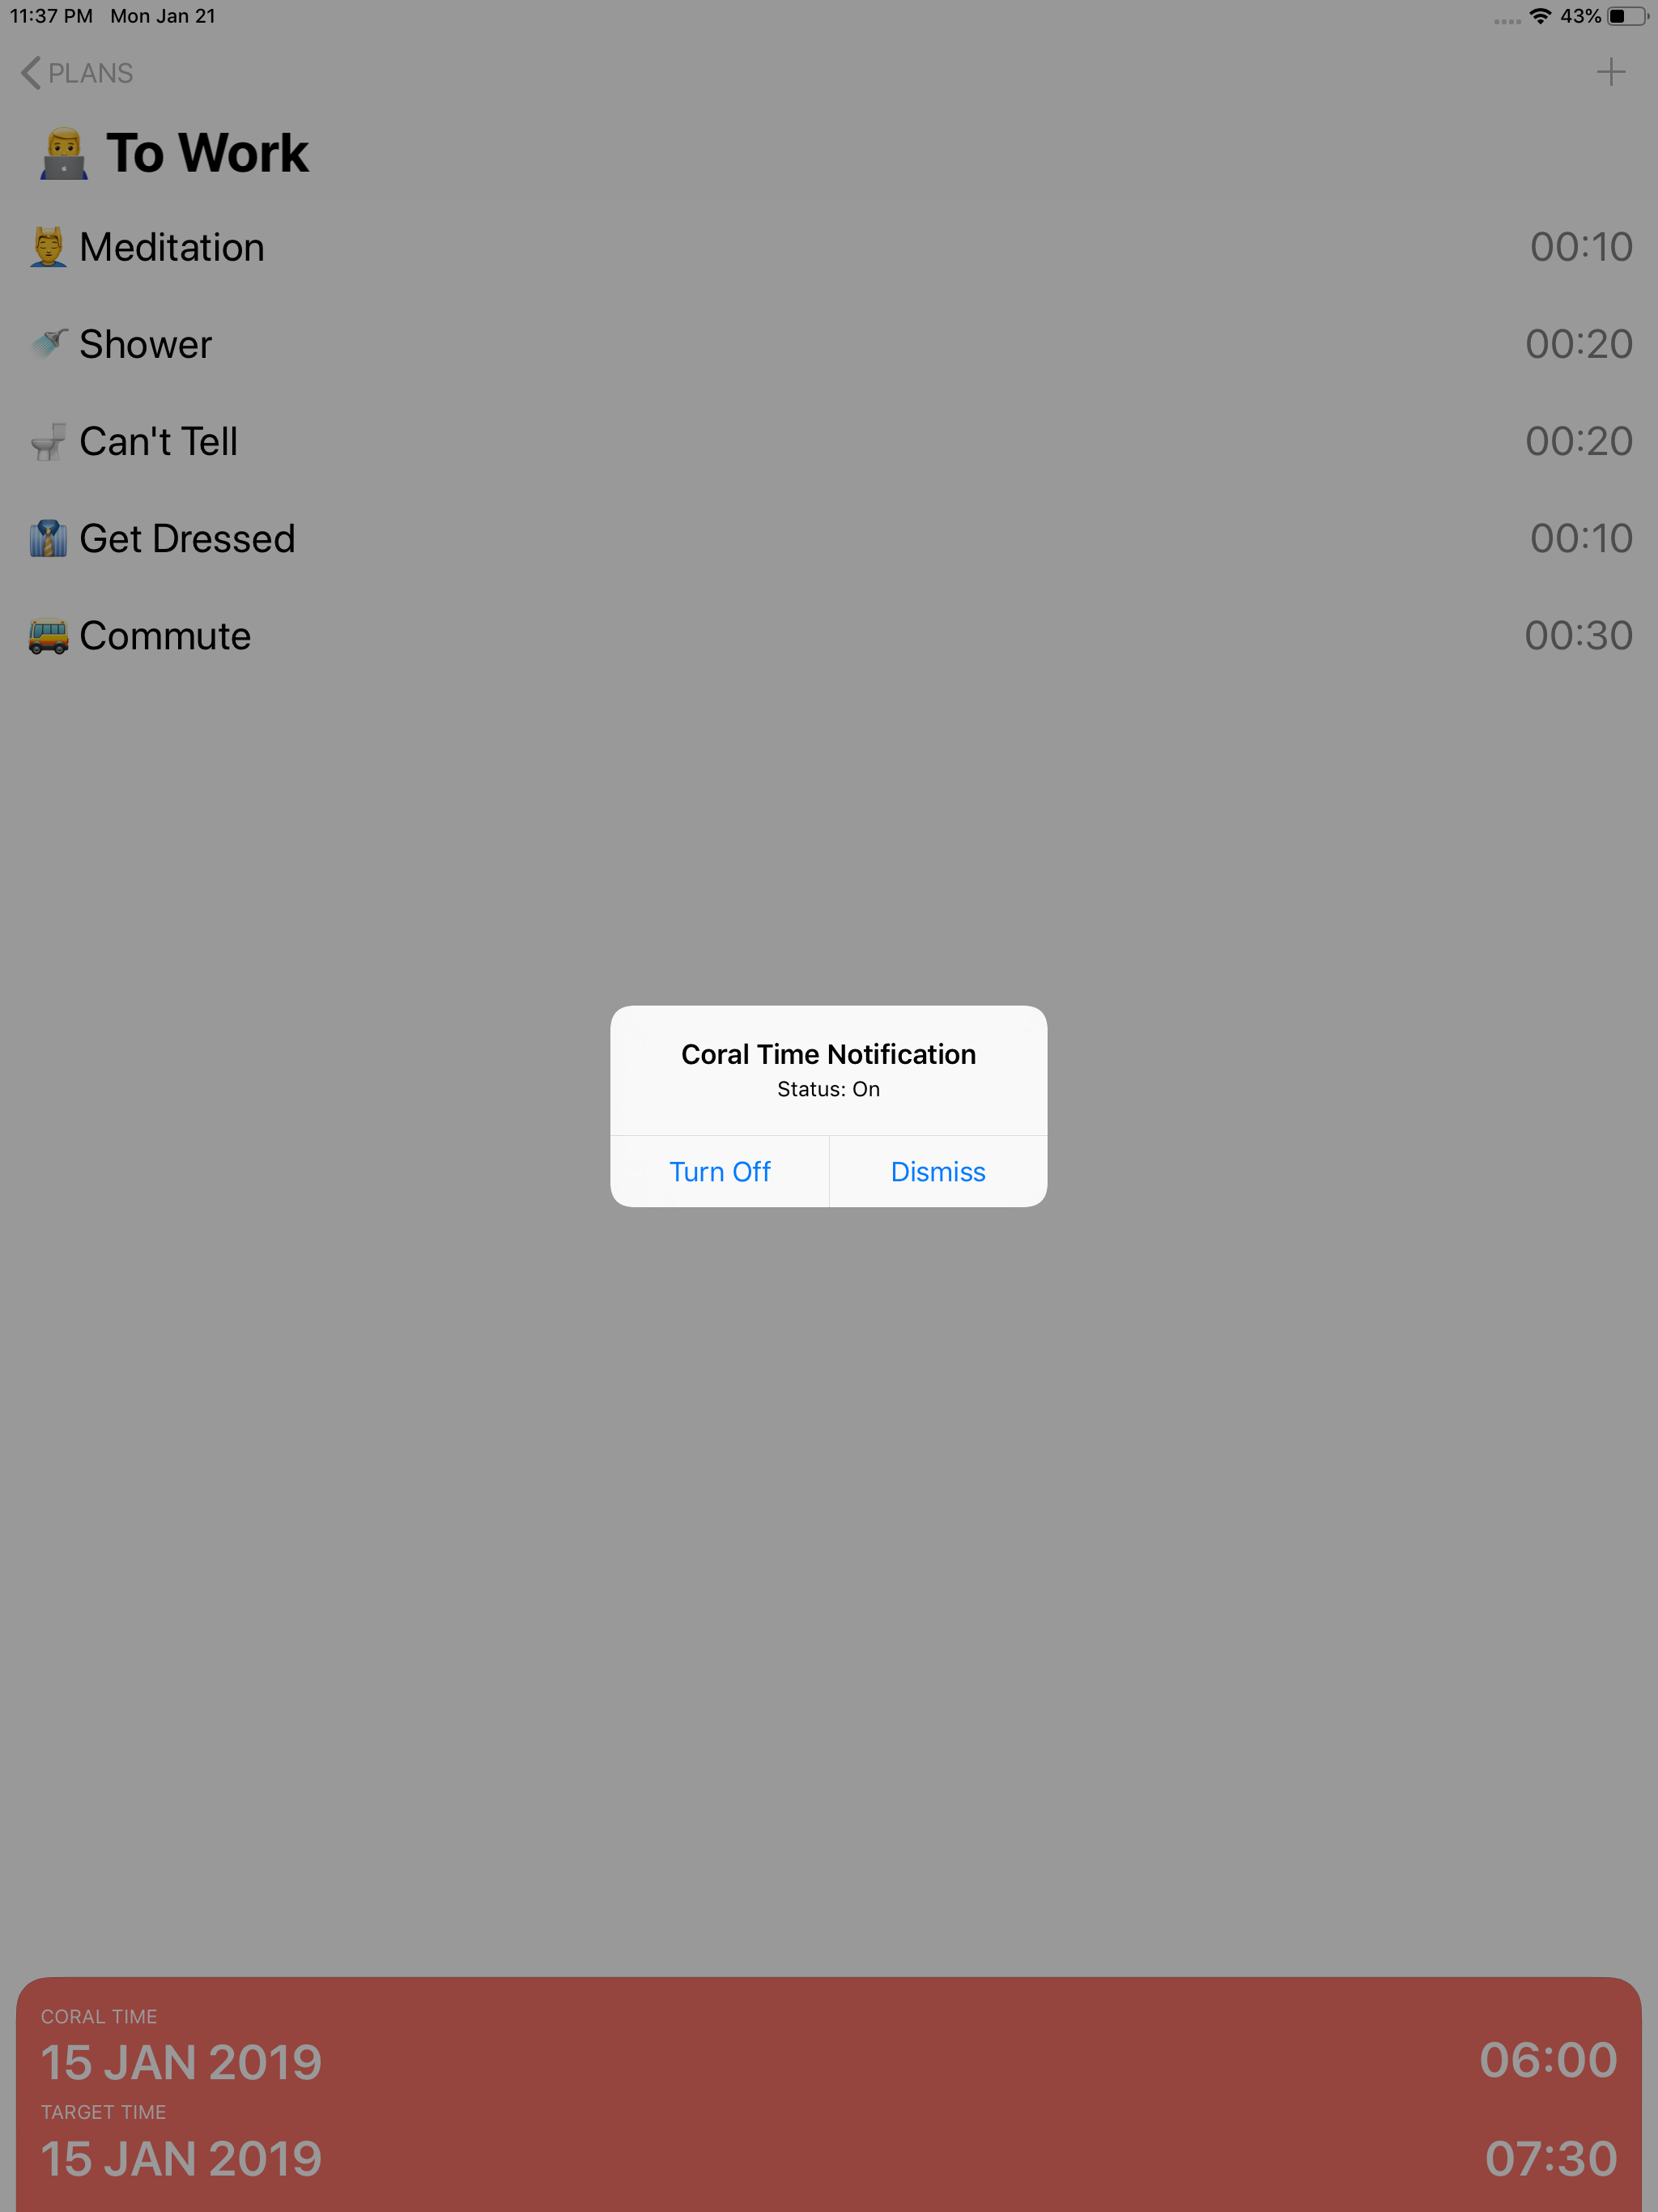 11:37 PM Mon Jan 21 43%
PLANS
To Work
Meditation 00:10
Shower 00:20
Can't Tell 00:20
Get Dressed 00:10
Commute 00:30
Coral Time Notification
Status: On
Turn Off Dismiss
CORAL TIME
15 JAN 2019 06:00
TARGET TIME
15 JAN 2019 07:30